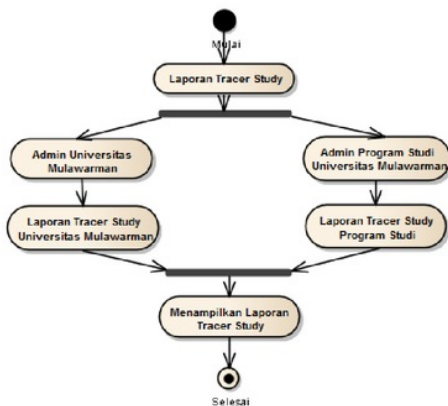 Mulai
Laporan Tracer Study
Admin Universitas
Mulawarman
Admin Program Studi
Universitas Mulawarman
Laporan Tracer Study
Universitas Mulawarman
Laporan Tracer Study
Program Studi
Menampilkan Laporan
Tracer Study
Selesai